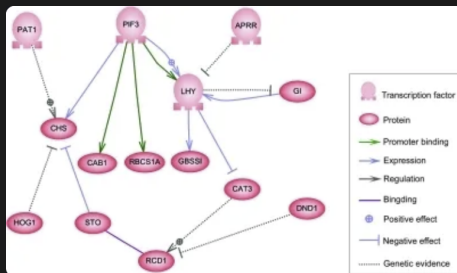 PAT1
PIF3
APRR
LHY
GI
CHS
CAB1
RBCS1A
GBSSI
CAT3
HOG1
STO
DND1
RCD1
Transcription factor
Protein
Promoter binding
Expression
Regulation
Bingding
Positive effect
Negative effect
Genetic evidence